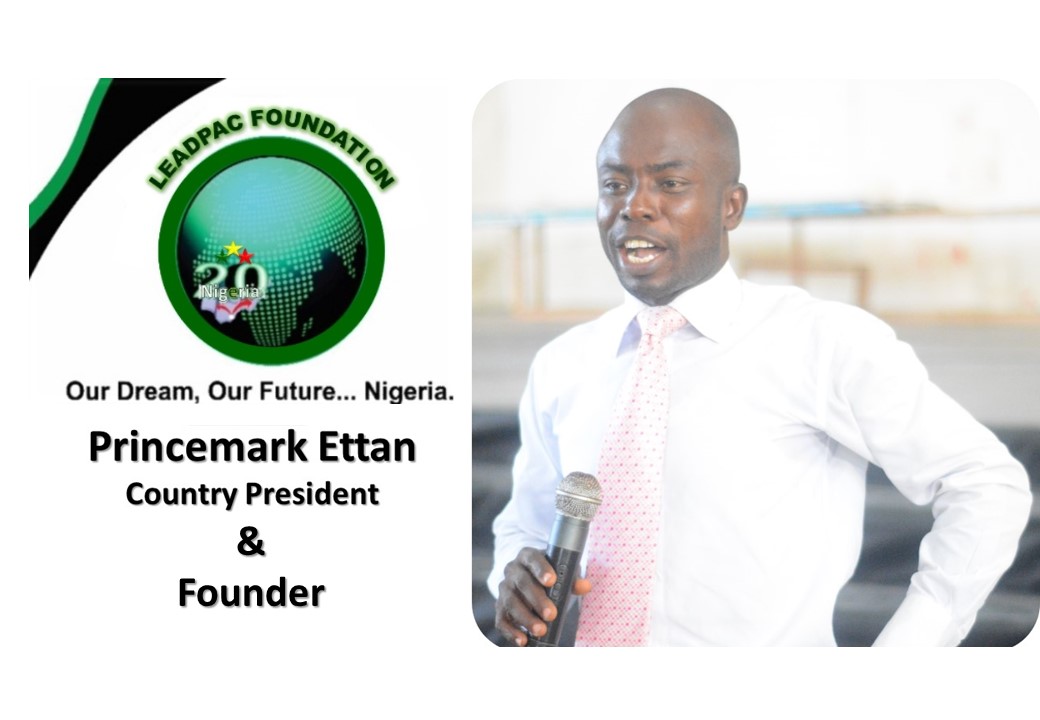 LEADPAC FOUNDATION
20
Nigeria
Our Dream, Our Future... Nigeria.
Princemark Ettan
Country President
&
Founder